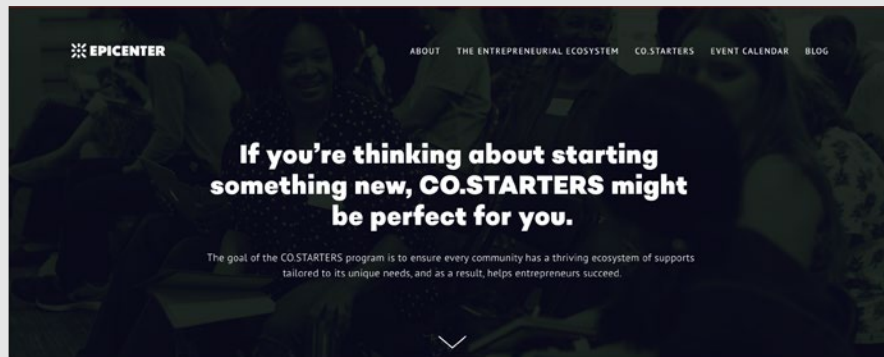 EPICENTER
ABOUT THE ENTREPRENEURIAL ECOSYSTEM CO.STARTERS EVENT CALENDAR BLOG
If you're thinking about starting
something new, CO.STARTERS might
be perfect for you.
The goal of the CO.STARTERS program is to ensure every community has a thriving ecosystem of supports
tailored to its unique needs, and as a result, helps entrepreneurs succeed.